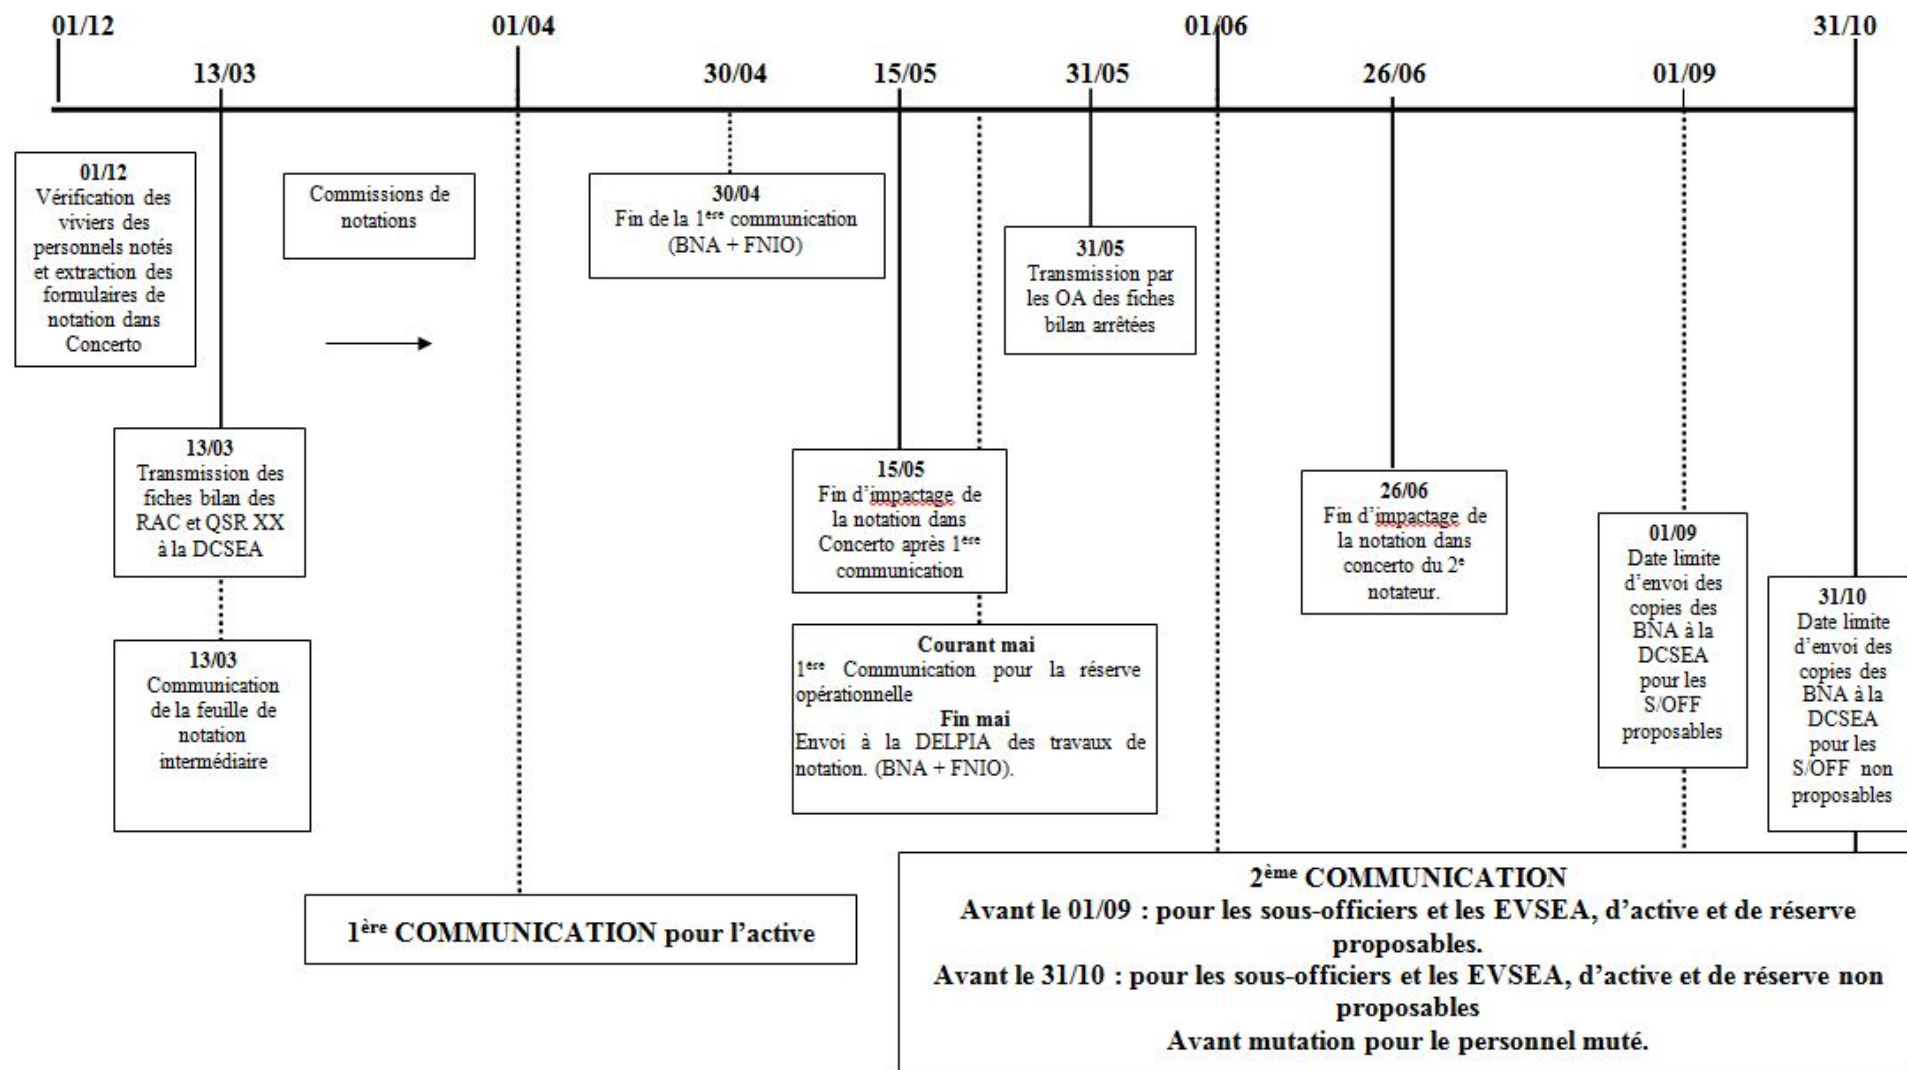 01/12
01/04
01/06
31/10
13/03
30/04
15/05
31/05
26/06
01/09
01/12
Vérification des
viviers des
personnels notés
et extraction des
formulaires de
notation dans
Concerto
Commissions de
notations
30/04
Fin de la 1ère communication
(BNA + FNIO)
31/05
Transmission par
les OA des fiches
bilan arrêtées
13/03
Transmission des
fiches bilan des
RAC et QSR XX
à la DCSEA
15/05
Fin d’impactage de
la notation dans
Concerto après 1ère
communication
26/06
Fin d’impactage de
la notation dans
concerto du 2e
notateur.
01/09
Date limite
d’envoi des
copies des
BNA à la
DCSEA
pour les
S/OFF
proposables
31/10
Date limite
d’envoi des
copies des
BNA à la
DCSEA
pour les
S/OFF non
proposables
13/03
Communication
de la feuille de
notation
intermédiaire
Courant mai
1ère Communication pour la réserve
opérationnelle
Fin mai
Envoi à la DELPIA des travaux de
notation. (BNA + FNIO).
1ère COMMUNICATION pour l’active
2ème COMMUNICATION
Avant le 01/09 : pour les sous-officiers et les EVSEA, d’active et de réserve
proposables.
Avant le 31/10 : pour les sous-officiers et les EVSEA, d’active et de réserve non
proposables
Avant mutation pour le personnel muté.